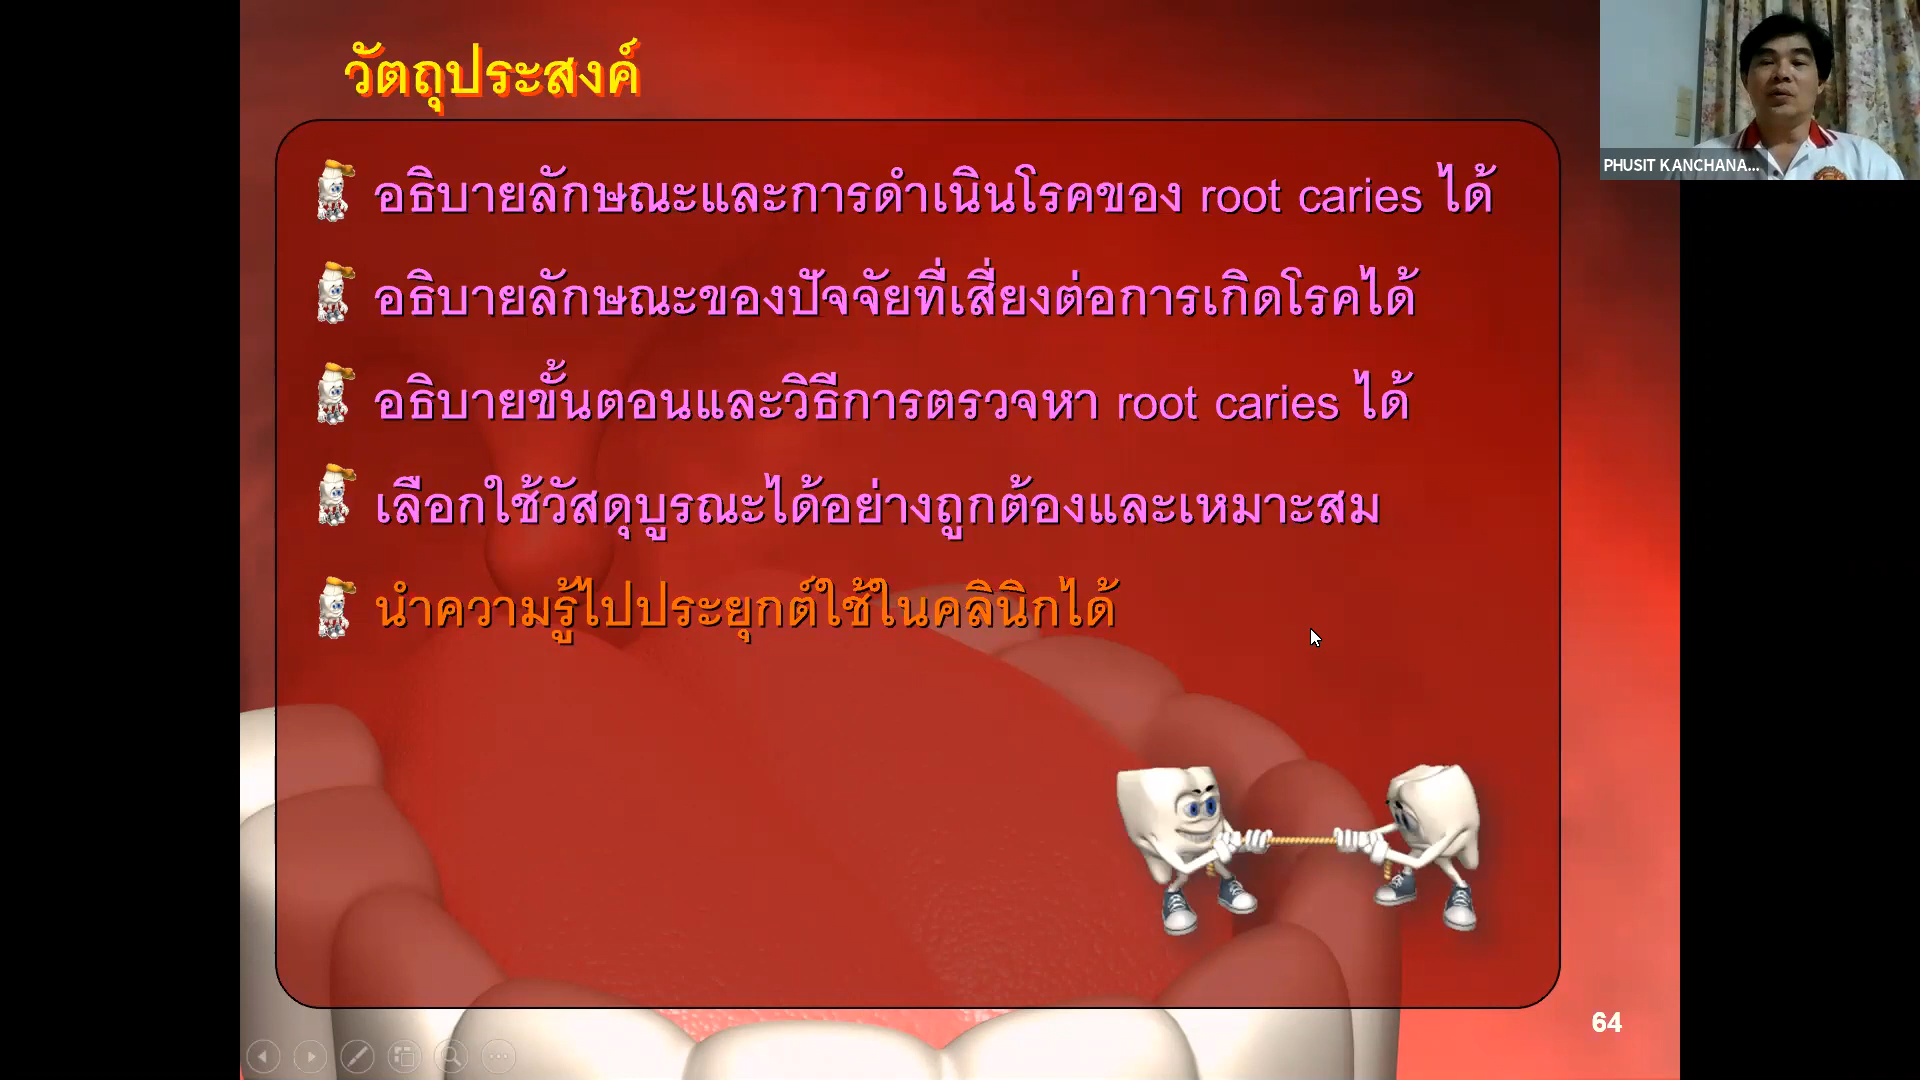 วัตถุประสงค์
อธิบายลักษณะและการดำเนินโรคของ root caries ได้
อธิบายลักษณะของปัจจัยที่เสี่ยงต่อการเกิดโรคได้
อธิบายขั้นตอนและวิธีการตรวจหา root caries ได้
เลือกใช้วัสดุบูรณะได้อย่างถูกต้องและเหมาะสม
นำความรู้ไปประยุกต์ใช้ในคลินิกได้
PHUSIT KANCHANA...
64